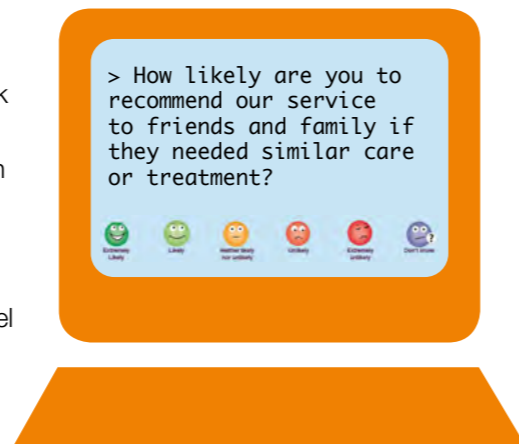 k
> How likely are you to
recommend our service
n
to friends and family if
they needed similar care
or treatment?
?
Extremely Likely Neither likely Unlikely Extremely Don't know
Likely nor unlikely unlikely
el